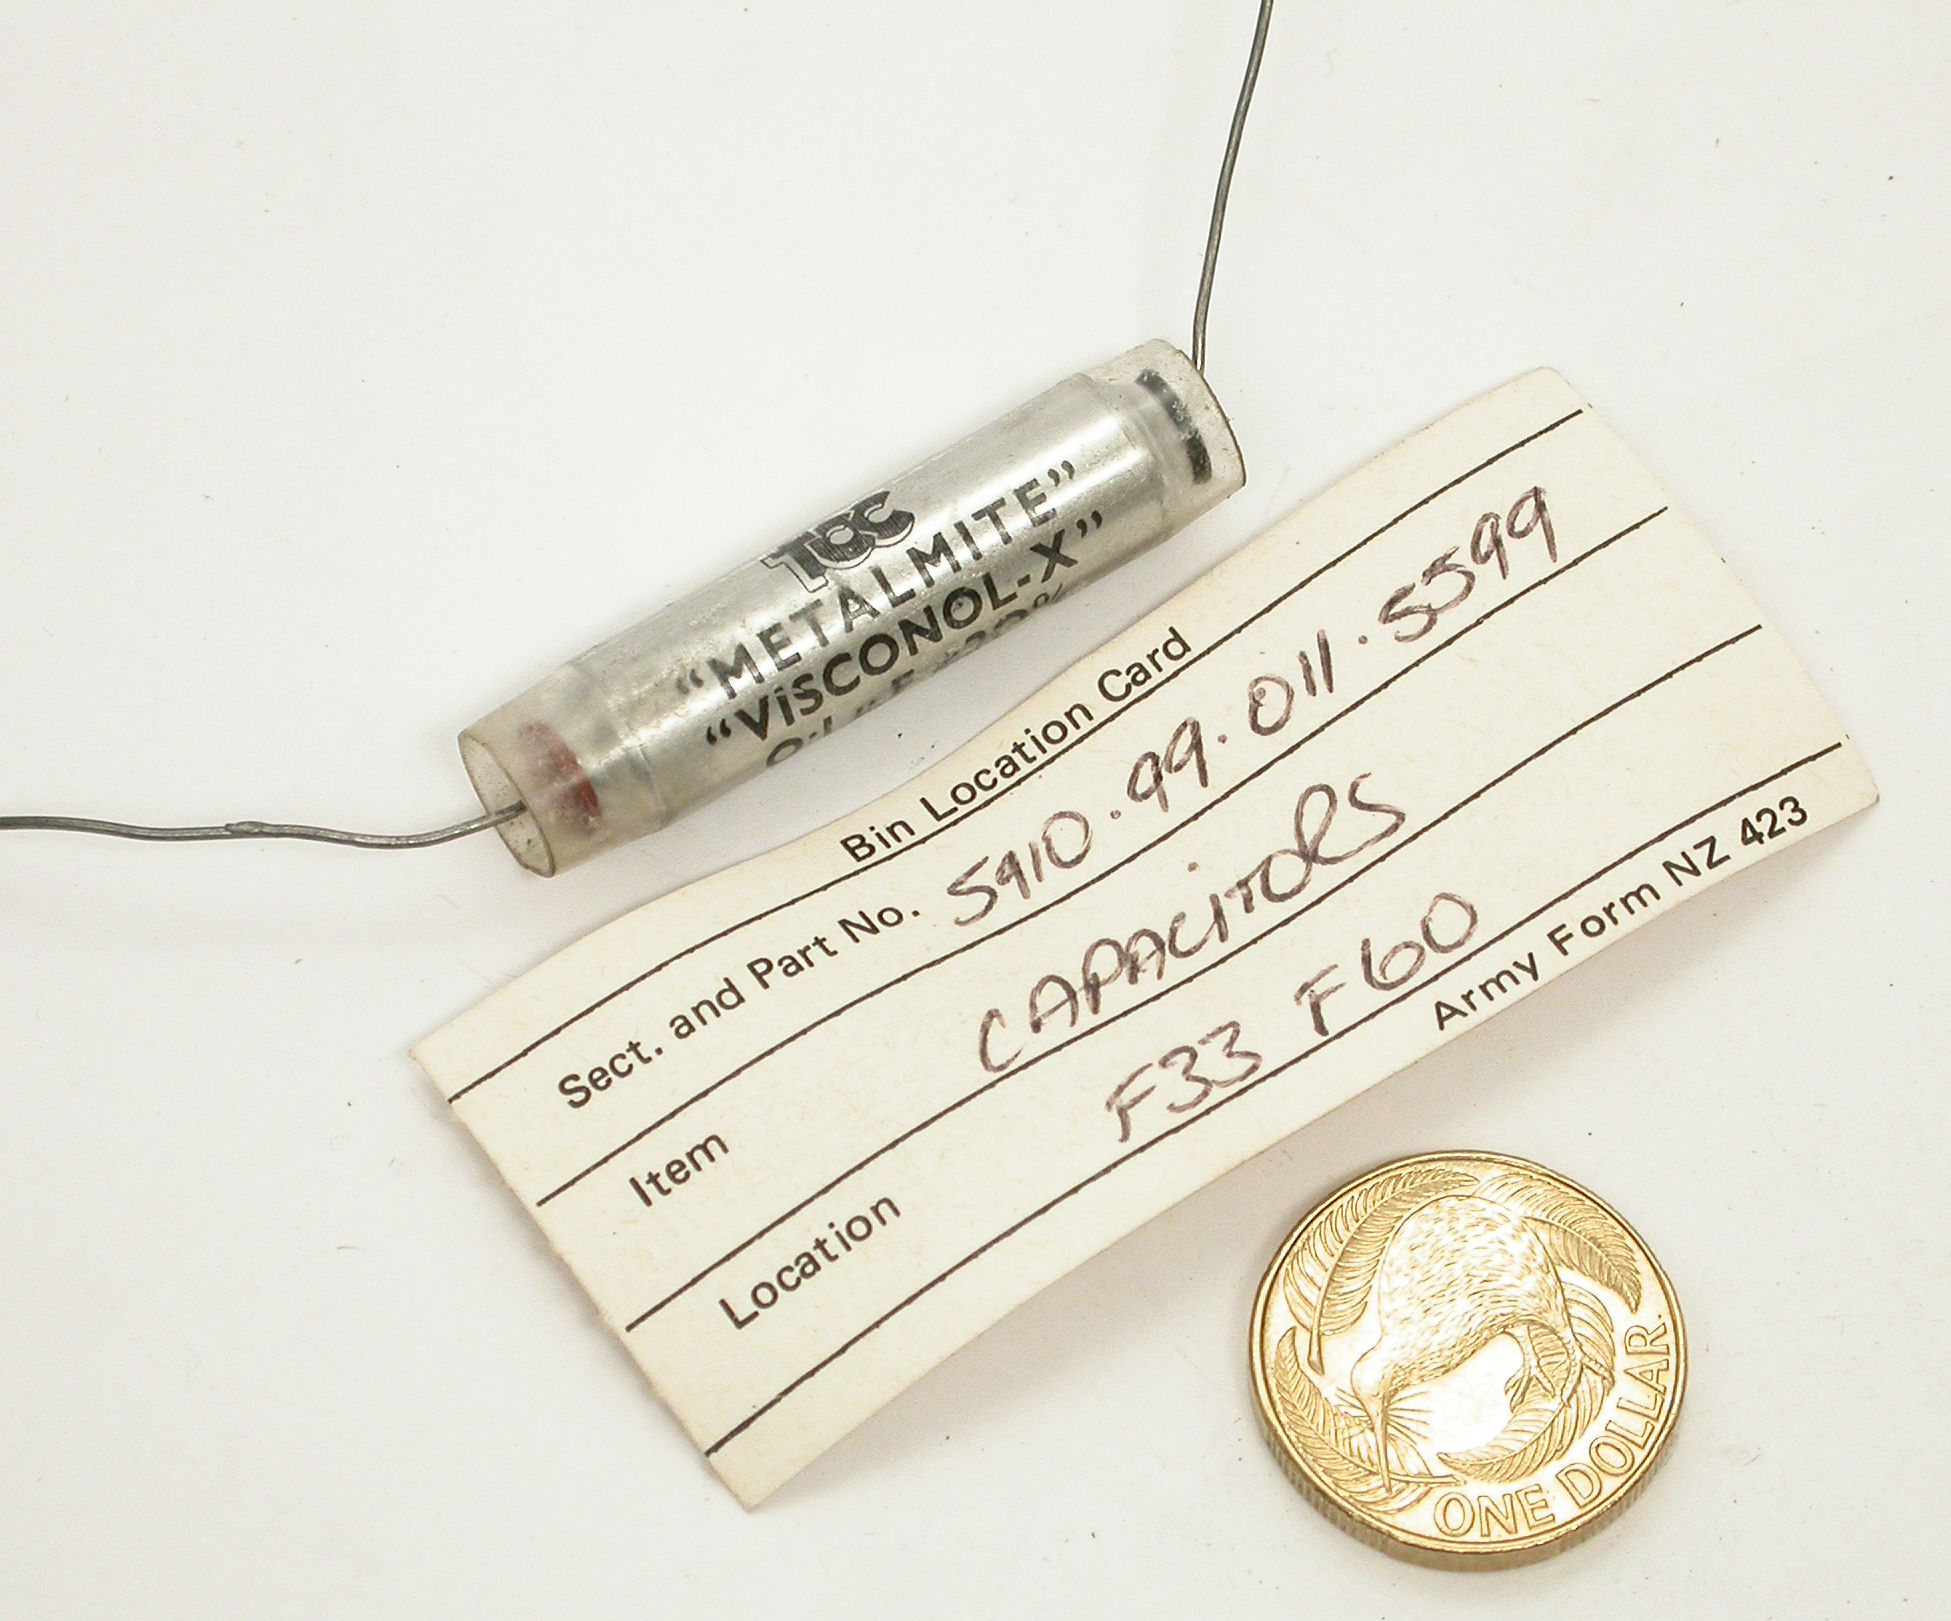 TCC
“METALMITE”
“VISCONOL-X”
Bin Location Card
Sect. and Part No. 5910.99.011.5599
Item CAPACITORS
Location F33 F60
Army Form NZ 423
ONE DOLLAR